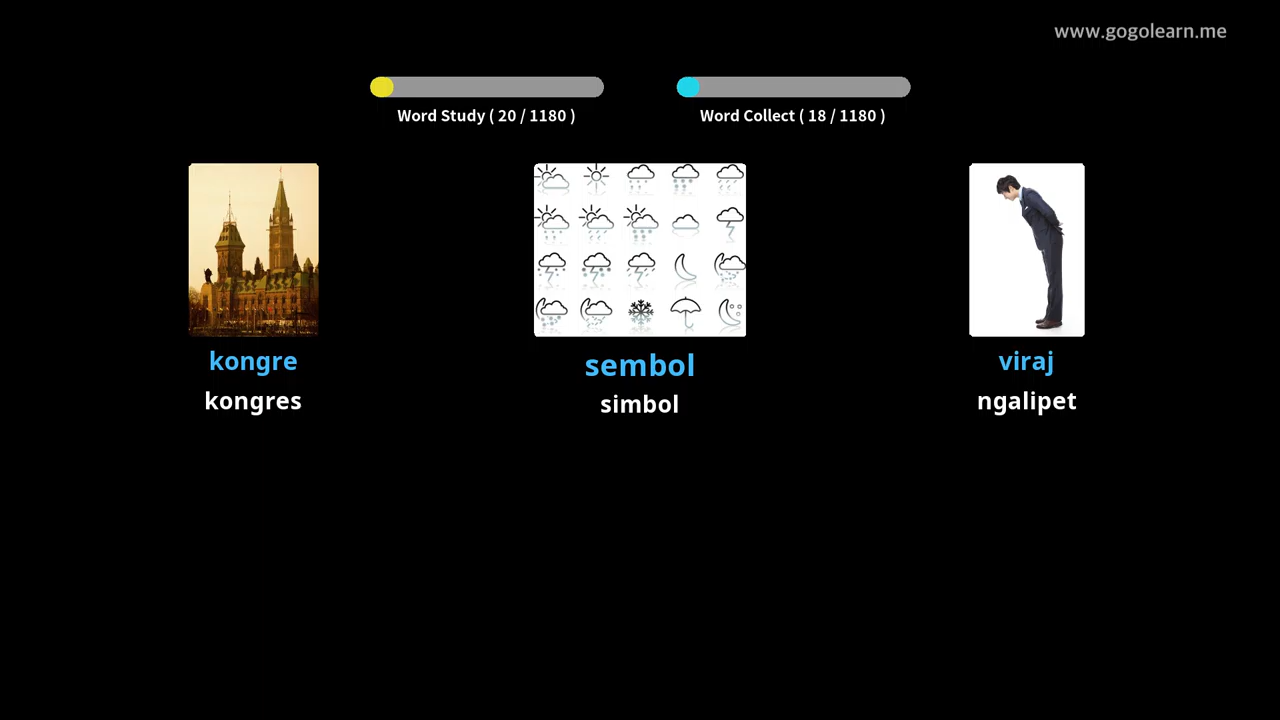 www.gogolearn.me
Word Study ( 20 / 1180 )
Word Collect ( 18 / 1180 )
kongre
kongres
sembol
simbol
viraj
ngalipet